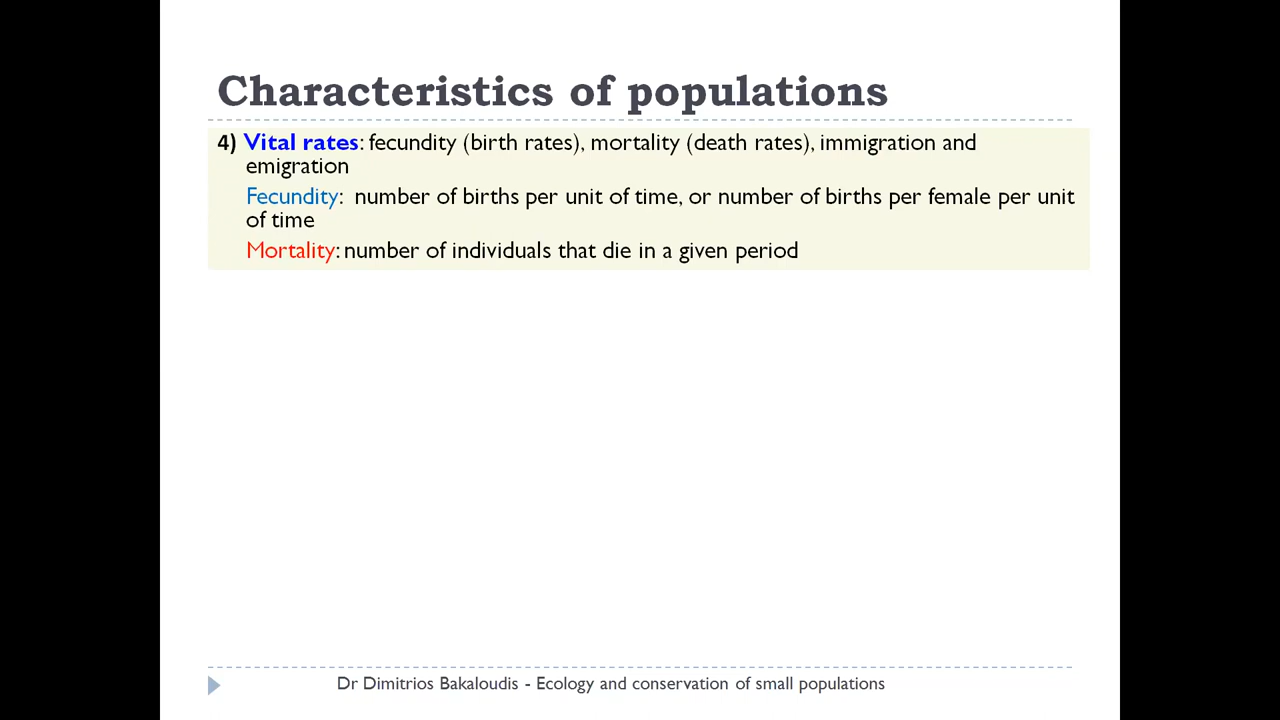 Characteristics of populations
4) Vital rates: fecundity (birth rates), mortality (death rates), immigration and
emigration
Fecundity: number of births per unit of time, or number of births per female per unit
of time
Mortality: number of individuals that die in a given period
Dr Dimitrios Bakaloudis - Ecology and conservation of small populations